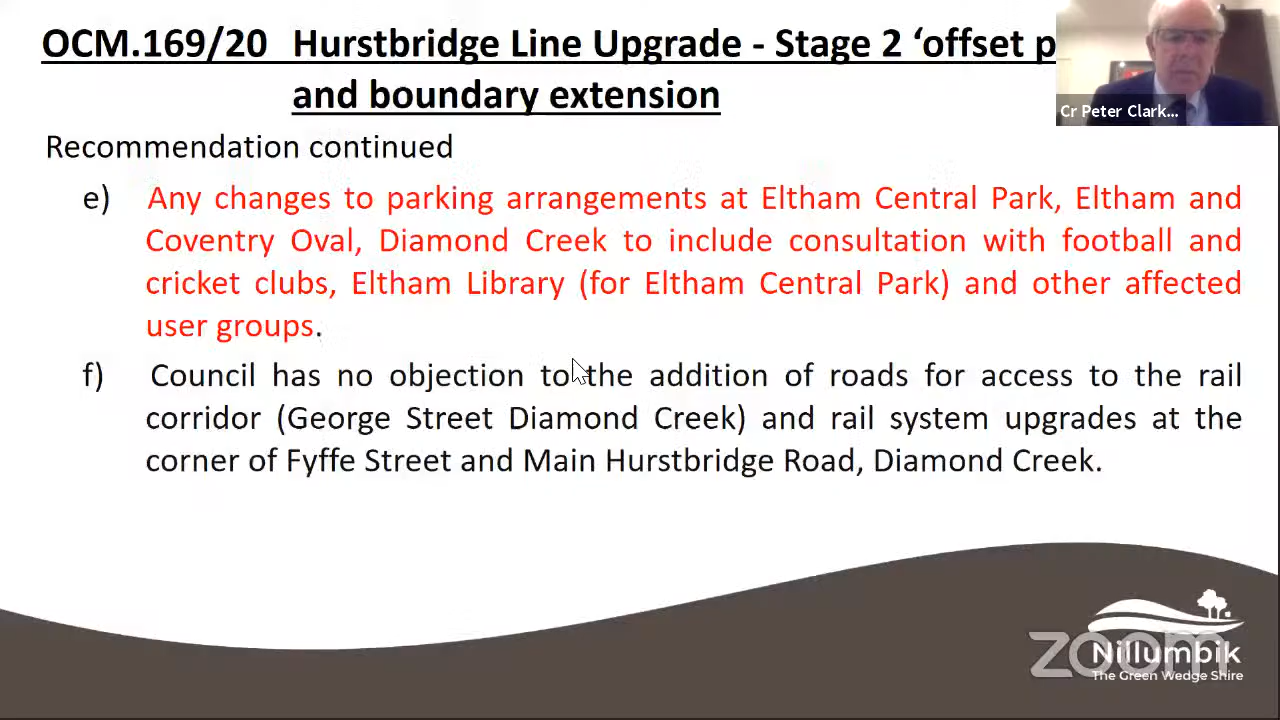 OCM.169/20 Hurstbridge Line Upgrade - Stage 2 ‘offset p
and boundary extension
Cr Peter Clark...
Recommendation continued
e) Any changes to parking arrangements at Eltham Central Park, Eltham and
Coventry Oval, Diamond Creek to include consultation with football and
cricket clubs, Eltham Library (for Eltham Central Park) and other affected
user groups.
f) Council has no objection to the addition of roads for access to the rail
corridor (George Street Diamond Creek) and rail system upgrades at the
corner of Fyffe Street and Main Hurstbridge Road, Diamond Creek.
zoom
Nillumbik
The Green Wedge Shire